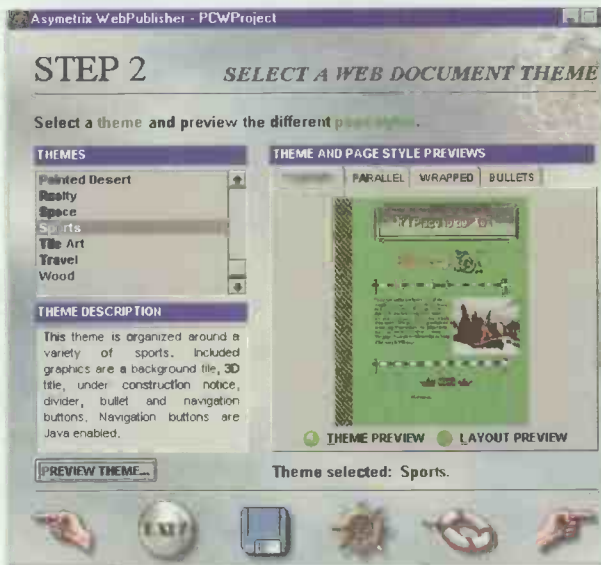 Asymetrix WebPublisher - PCWProject
STEP 2
SELECT A WEB DOCUMENT THEME
Select a theme and preview the different page styles.
THEMES
Painted Desert
Realty
Space
Sports
Tile Art
Travel
Wood
THEME AND PAGE STYLE PREVIEWS
PARALLEL
WRAPPED
BULLETS
THEME DESCRIPTION
This theme is organized around a
variety of sports. Included
graphics are a background tile, 3D
title, under construction notice,
divider, bullet and navigation
buttons. Navigation buttons are
Java enabled.
THEME PREVIEW
LAYOUT PREVIEW
PREVIEW THEME...
Theme selected: Sports.
EXIT